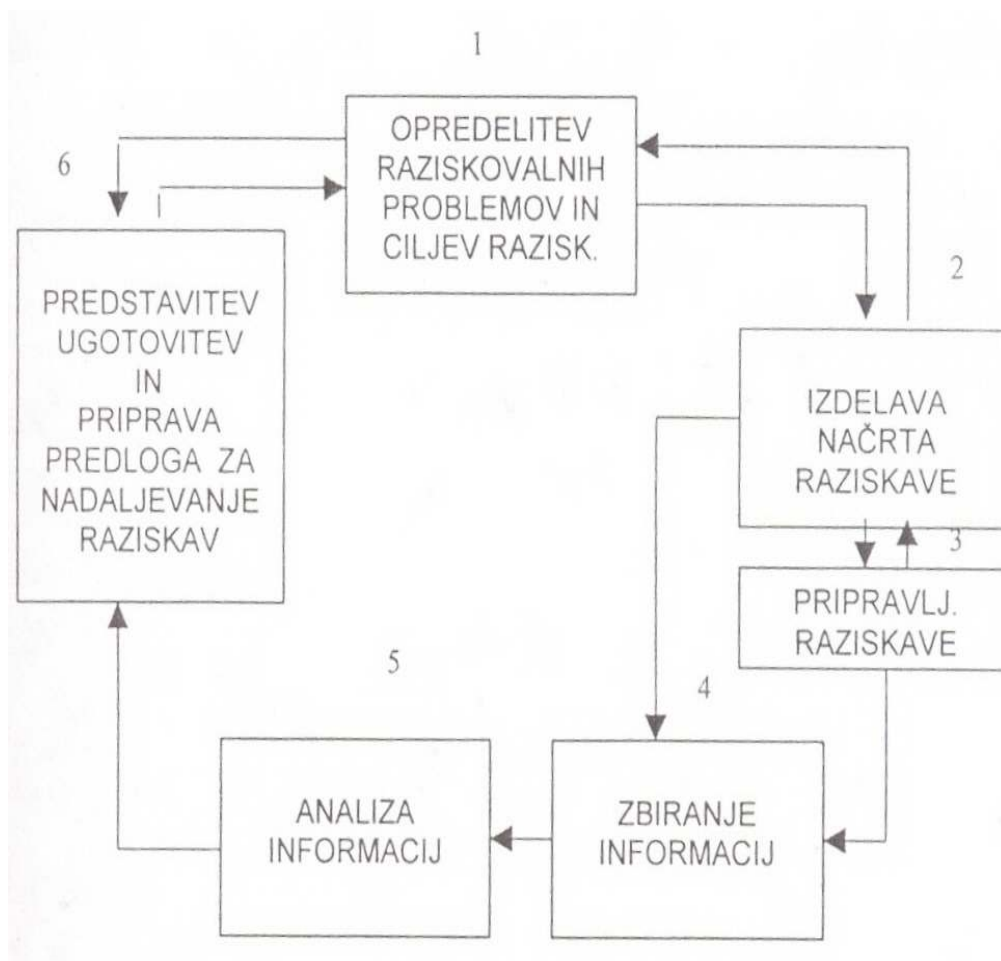 1
OPREDELITEV
RAZISKOVALNIH
PROBLEMOV IN
CILJEV RAZISK.
2
IZDELAVA
NAČRTA
RAZISKAVE
3
PRIPRAVLJ.
RAZISKAVE
4
ZBIRANJE
INFORMACIJ
5
ANALIZA
INFORMACIJ
6
PREDSTAVITEV
UGOTOVITEV
IN
PRIPRAVA
PREDLOGA ZA
NADALJEVANJE
RAZISKAV